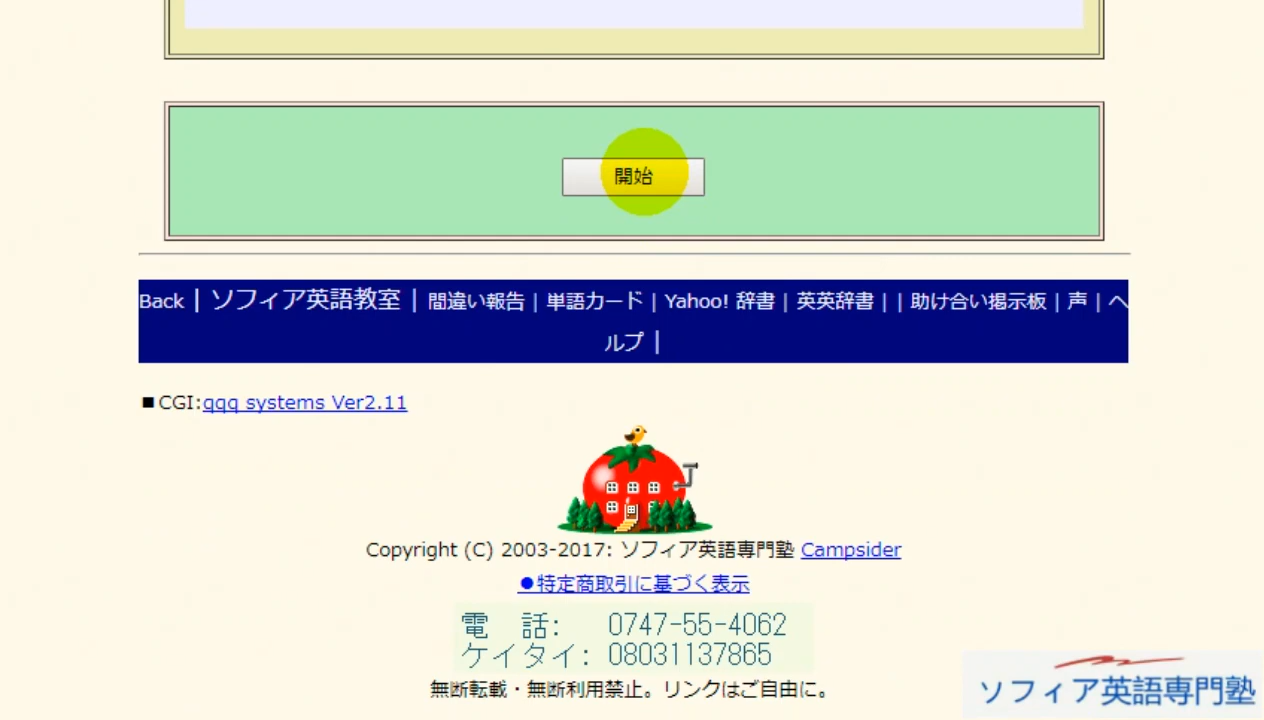 開始
Back | ソフィア英語教室 | 間違い報告 | 単語カード | Yahoo! 辞書 | 英英辞書 | | 助け合い掲示板 | 声 | ヘ
ルプ |
■CGI:qqq systems Ver2.11
Copyright (C) 2003-2017: ソフィア英語専門塾 Campsider
●特定商取引に基づく表示
電　話:　0747-55-4062
ケイタイ: 08031137865
無断転載・無断利用禁止。リンクはご自由に。
ソフィア英語専門塾